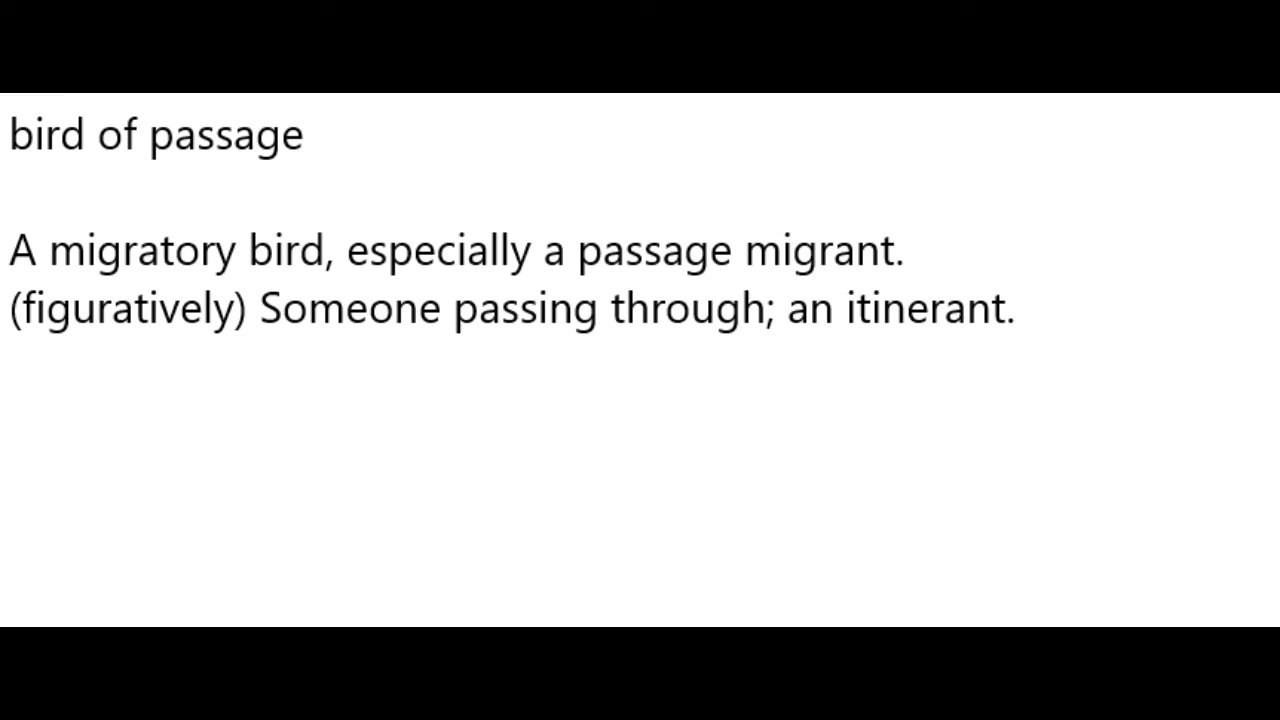 bird of passage
A migratory bird, especially a passage migrant.
(figuratively) Someone passing through; an itinerant.